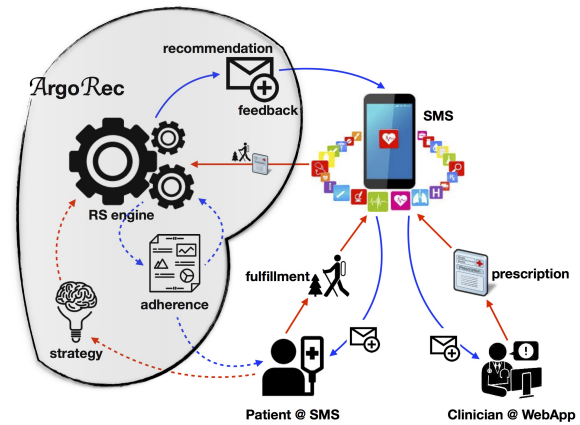 recommendation
ArgoRec
feedback
SMS
RS engine
fulfillment
prescription
adherence
strategy
Patient @ SMS
Clinician @ WebApp